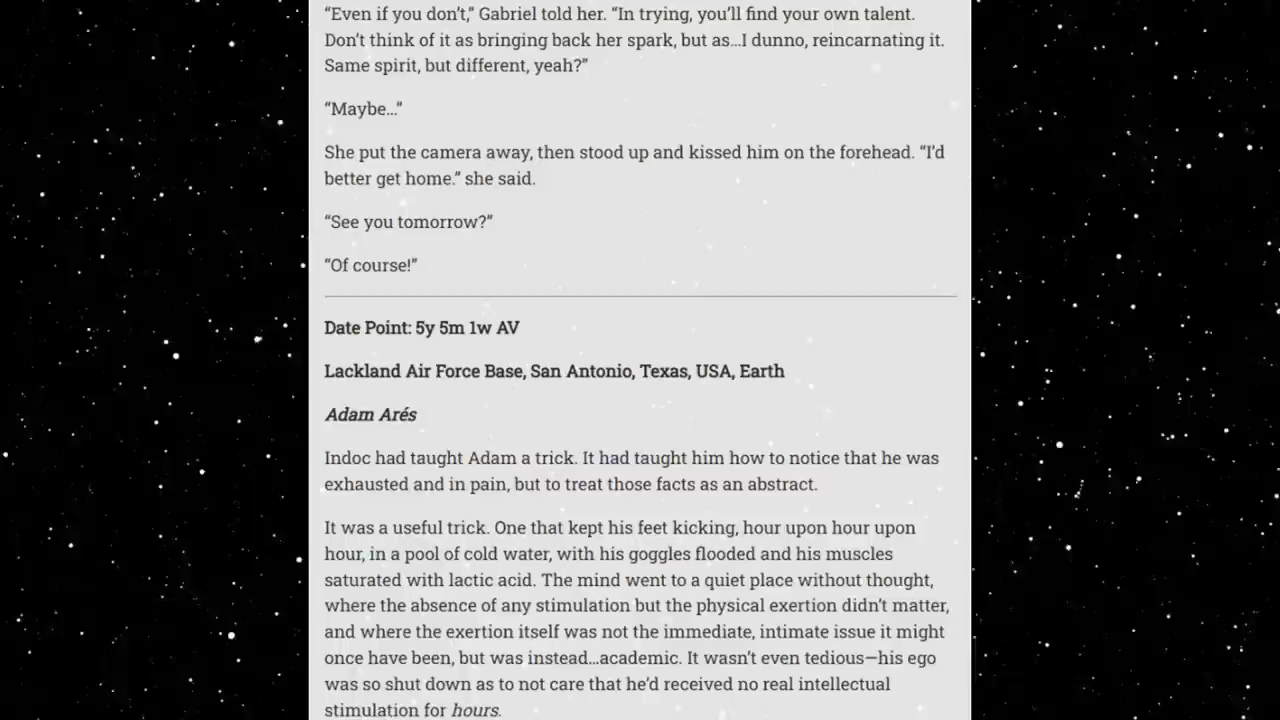 “Even if you don’t,” Gabriel told her. “In trying, you’ll find your own talent.
Don’t think of it as bringing back her spark, but as…I dunno, reincarnating it.
Same spirit, but different, yeah?”
“Maybe…”
She put the camera away, then stood up and kissed him on the forehead. “I’d
better get home.” she said.
“See you tomorrow?”
“Of course!”
Date Point: 5y 5m 1w AV
Lackland Air Force Base, San Antonio, Texas, USA, Earth
Adam Arés
Indoc had taught Adam a trick. It had taught him how to notice that he was
exhausted and in pain, but to treat those facts as an abstract.
It was a useful trick. One that kept his feet kicking, hour upon hour upon
hour, in a pool of cold water, with his goggles flooded and his muscles
saturated with lactic acid. The mind went to a quiet place without thought,
where the absence of any stimulation but the physical exertion didn’t matter,
and where the exertion itself was not the immediate, intimate issue it might
once have been, but was instead…academic. It wasn’t even tedious—his ego
was so shut down as to not care that he’d received no real intellectual
stimulation for hours.